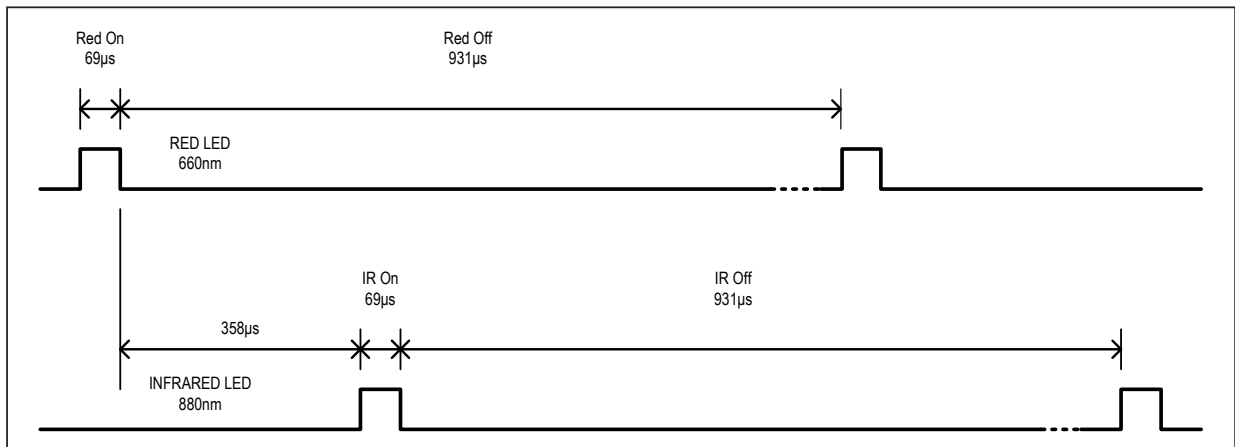 Red On
69µs
Red Off
931µs
RED LED
660nm
IR On
69µs
IR Off
931µs
358µs
INFRARED LED
880nm